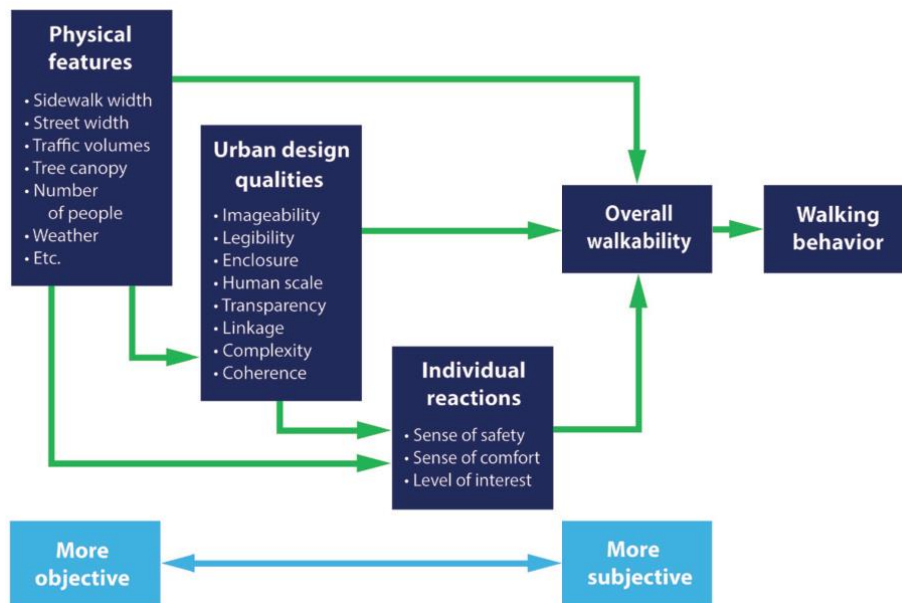 Physical
features
• Sidewalk width
• Street width
• Traffic volumes
• Tree canopy
• Number
of people
• Weather
• Etc.
Urban design
qualities
• Imageability
• Legibility
• Enclosure
• Human scale
• Transparency
• Linkage
• Complexity
• Coherence
Individual
reactions
• Sense of safety
• Sense of comfort
• Level of interest
Overall
walkability
Walking
behavior
More
objective
More
subjective